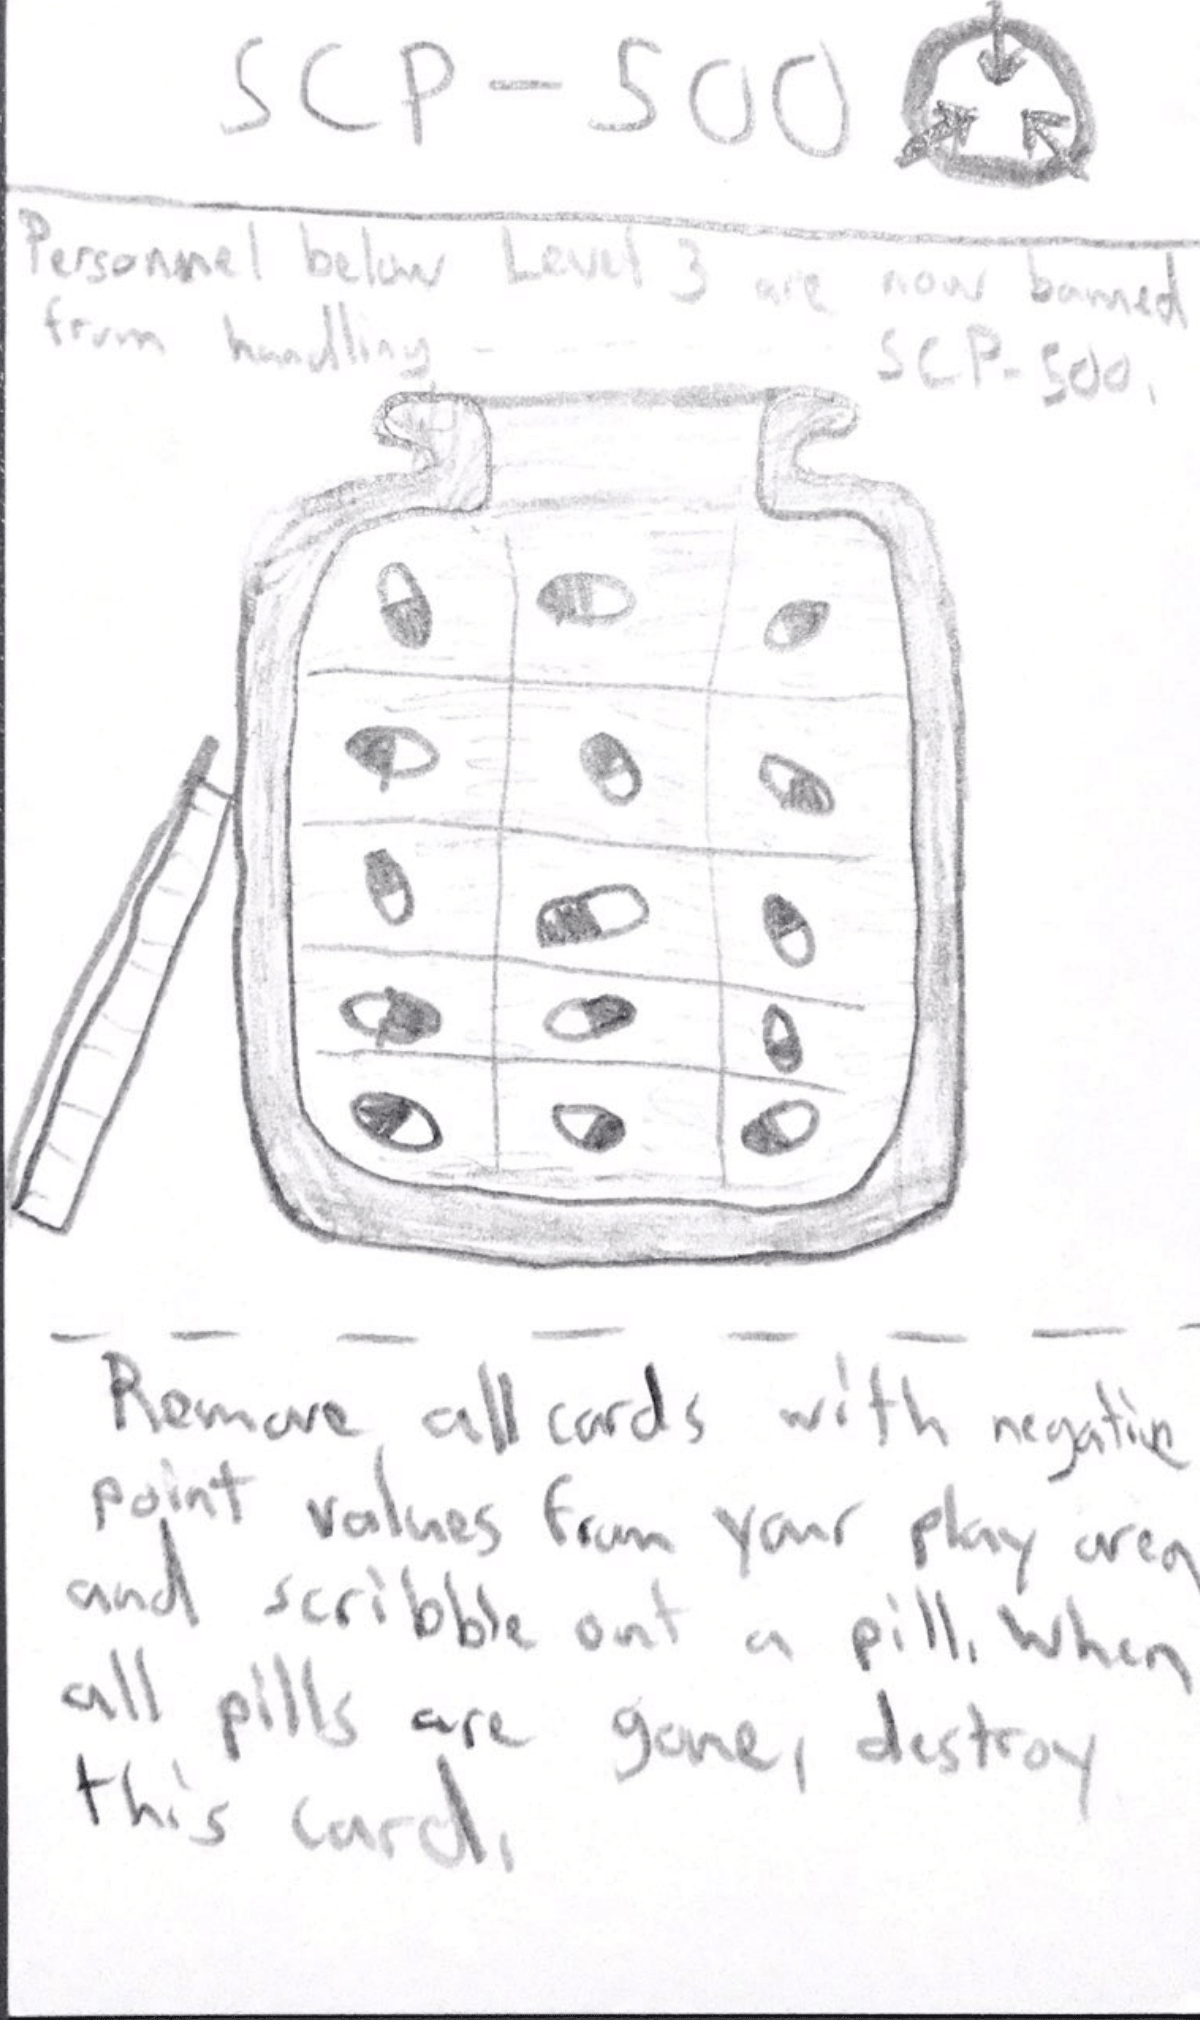 SCP-500
Personnel below Level 3 are now banned
from handling SCP-500.
Remove all cards with negative
point values from your play area
and scribble out a pill. When
all pills are gone, destroy
this card.